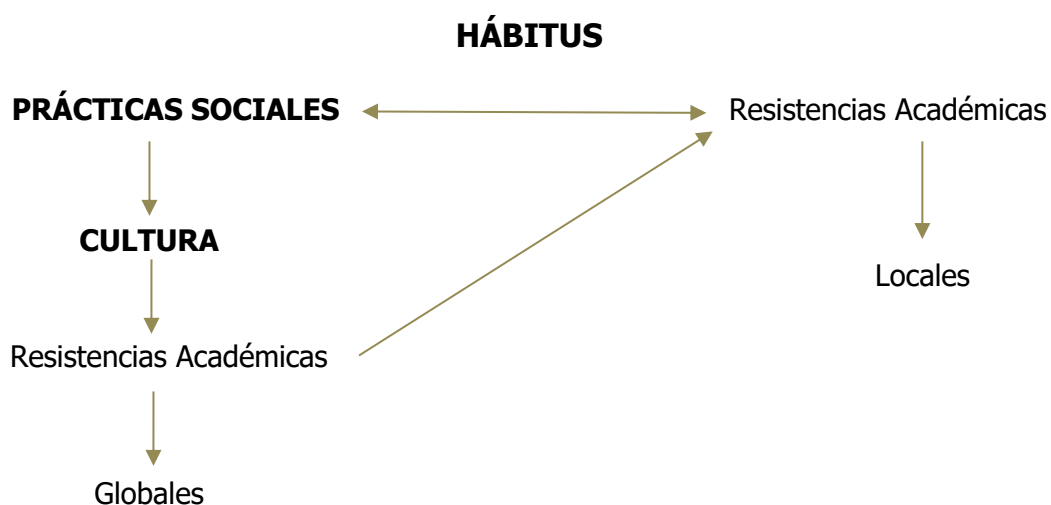 HÁBITUS
PRÁCTICAS SOCIALES
Resistencias Académicas
CULTURA
Locales
Resistencias Académicas
Globales